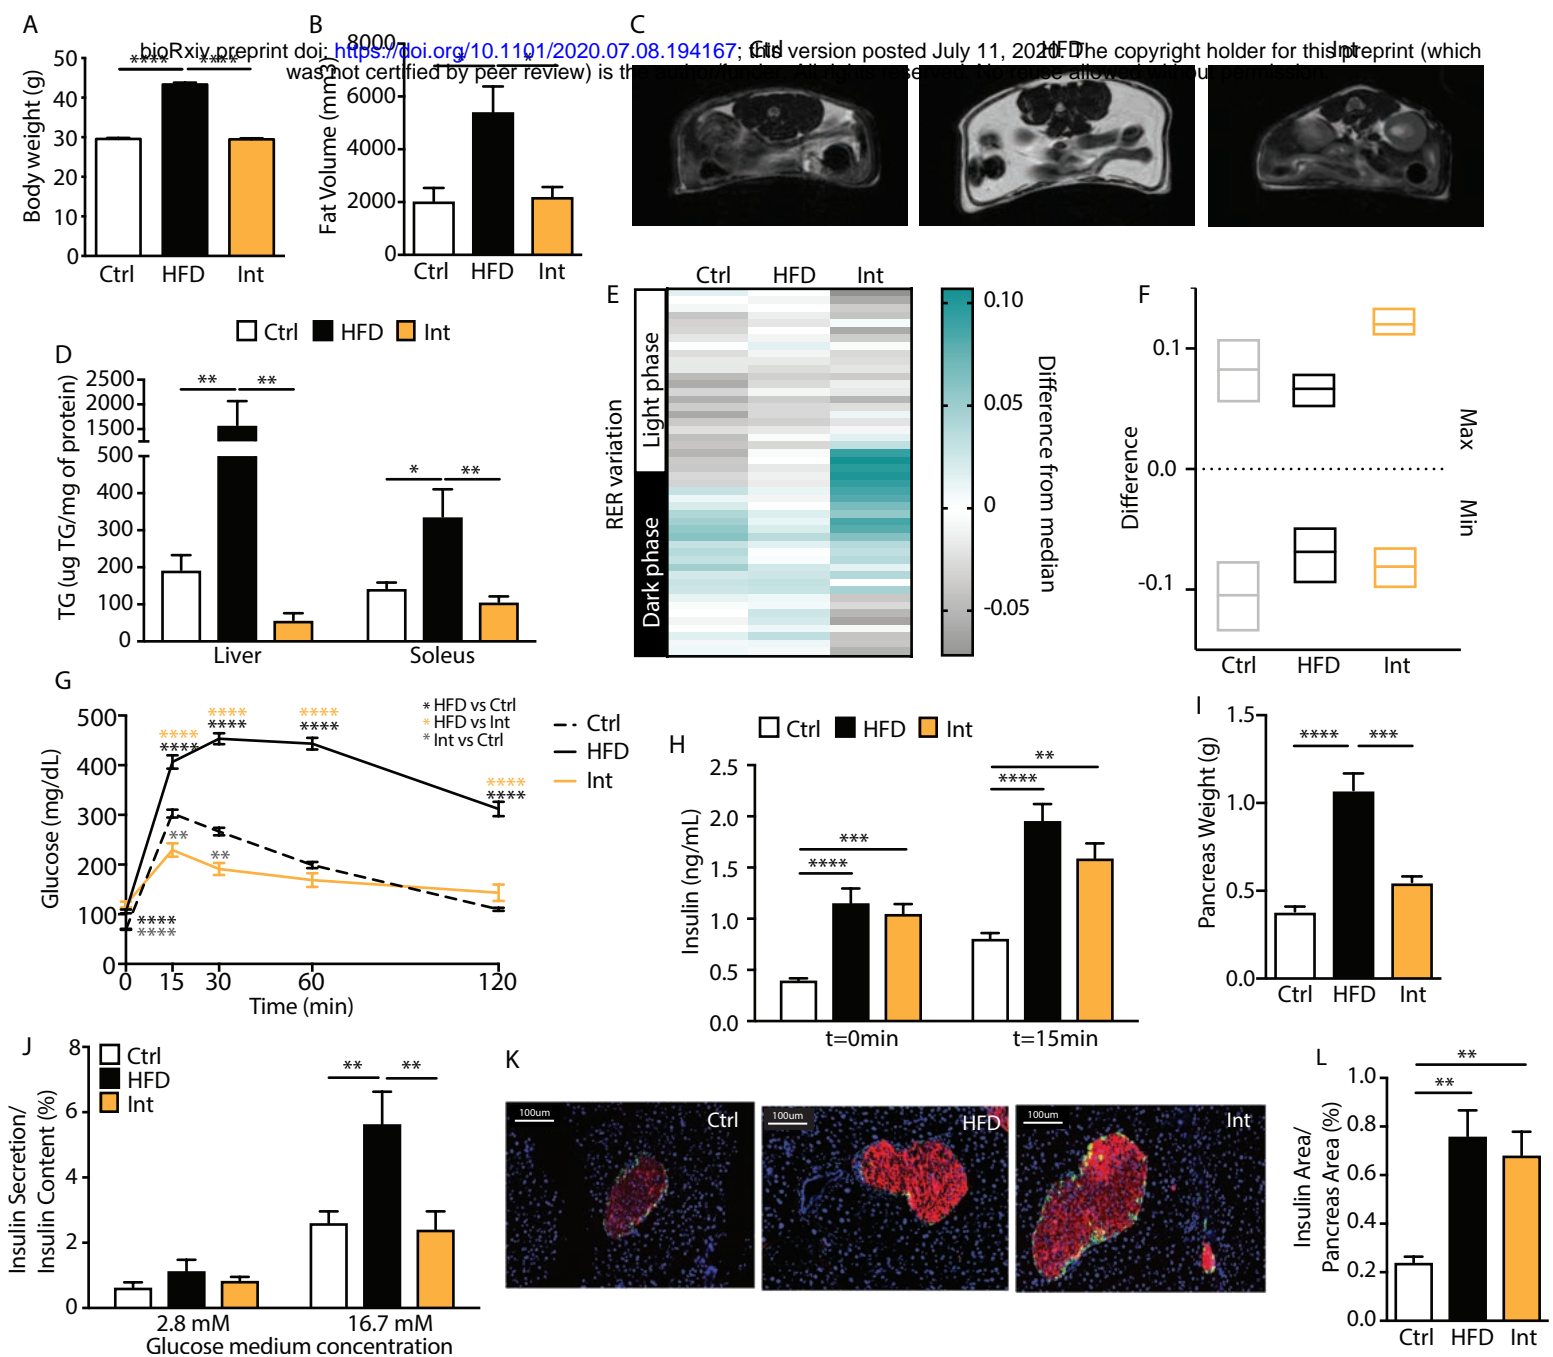 bioRxiv preprint doi: https://doi.org/10.1101/2020.07.08.194167; this version posted July 11, 2020. The copyright holder for this preprint (which
was not certified by peer review) is the author/funder. All rights reserved. No reuse allowed without permission.
A
Body weight (g)
50
40
30
20
10
0
**** ****
Ctrl HFD Int
B
Fat Volume (mm3)
8000
6000
4000
2000
0
* *
Ctrl HFD Int
C
Ctrl HFD Int
Ctrl HFD Int
D
TG (ug TG/mg of protein)
2500
2000
1500
500
400
300
200
100
0
** **
* **
Liver Soleus
E
Ctrl HFD Int
RER variation
Light phase
Dark phase
0.10
0.05
0
-0.05
Difference from median
F
Difference
0.1
0.0
-0.1
Max
Min
Ctrl HFD Int
G
Glucose (mg/dL)
500
400
300
200
100
0
**** **** **** ****
**** **** **** ****
** **
****
****
* HFD vs Ctrl
* HFD vs Int
* Int vs Ctrl
Ctrl
HFD
Int
0 15 30 60 120
Time (min)
H
Ctrl HFD Int
Insulin (ng/mL)
2.5
2.0
1.5
1.0
0.5
0.0
***
****
**
****
t=0min t=15min
I
Pancreas Weight (g)
1.5
1.0
0.5
0.0
**** ***
Ctrl HFD Int
J
Insulin Secretion/
Insulin Content (%)
8
6
4
2
0
Ctrl
HFD
Int
** **
2.8 mM 16.7 mM
Glucose medium concentration
K
100um Ctrl
100um HFD
100um Int
L
Insulin Area/
Pancreas Area (%)
1.0
0.8
0.6
0.4
0.2
0.0
**
**
Ctrl HFD Int